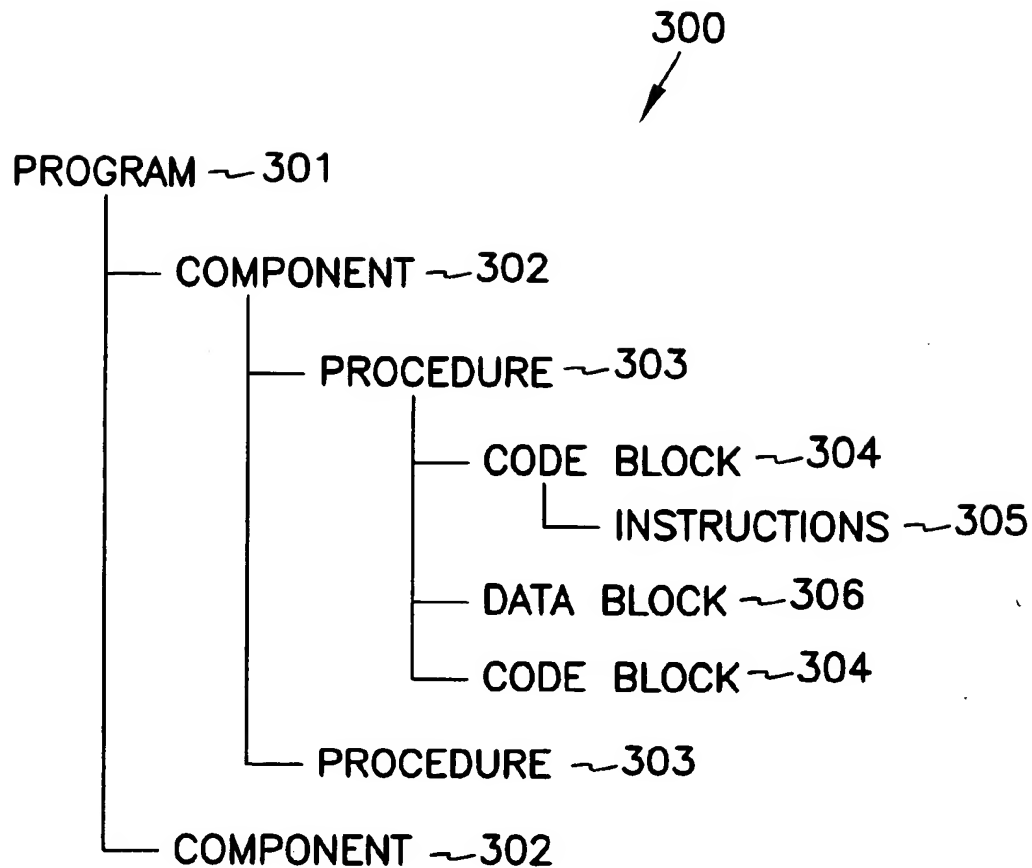 300
PROGRAM ~ 301
COMPONENT ~ 302
PROCEDURE ~ 303
CODE BLOCK ~ 304
INSTRUCTIONS ~ 305
DATA BLOCK ~ 306
CODE BLOCK ~ 304
PROCEDURE ~ 303
COMPONENT ~ 302